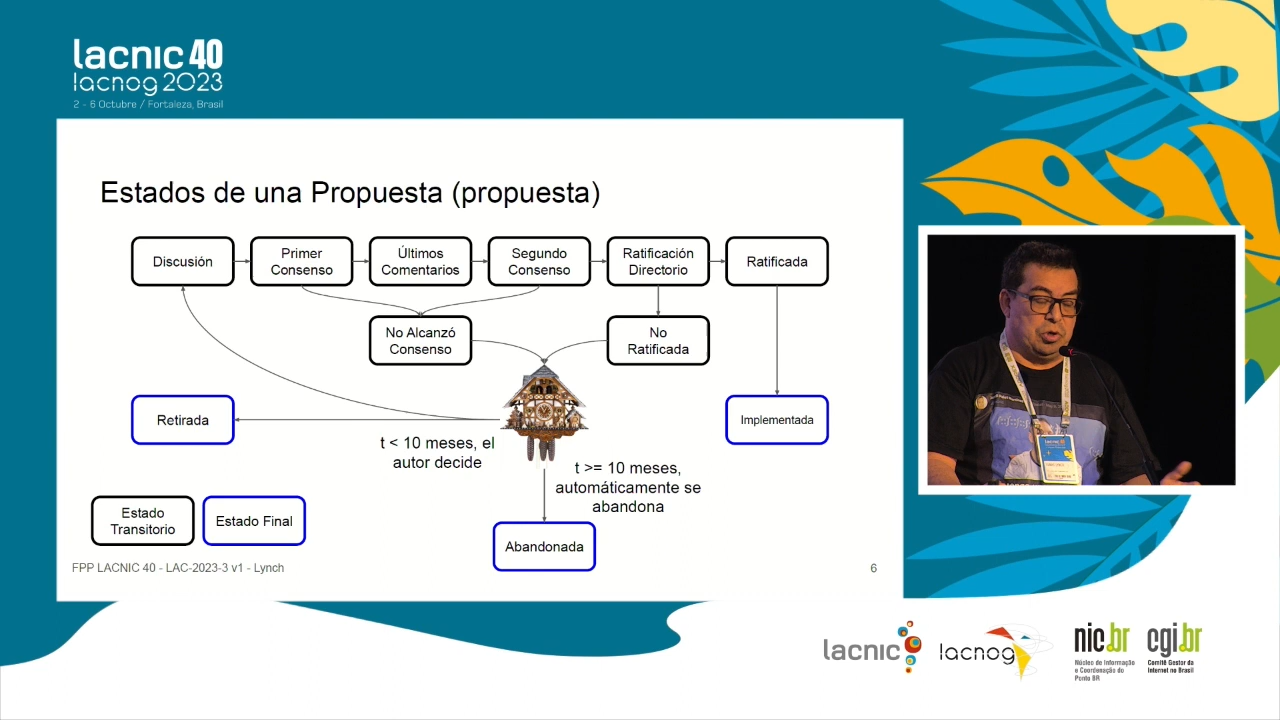 lacnic 40
lacnog 2023
2 - 6 Octubre / Fortaleza, Brasil
Estados de una Propuesta (propuesta)
Discusión
Primer
Consenso
Últimos
Comentarios
Segundo
Consenso
Ratificación
Directorio
Ratificada
No Alcanzó
Consenso
No
Ratificada
Retirada
t < 10 meses, el
autor decide
Implementada
t >= 10 meses,
automáticamente se
abandona
Estado
Transitorio
Estado Final
Abandonada
FPP LACNIC 40 - LAC-2023-3 v1 - Lynch
6
lacnic
lacnog
nic.br
Núcleo de Informação
e Coordenação do
Ponto BR
cgi.br
Comitê Gestor da
Internet no Brasil